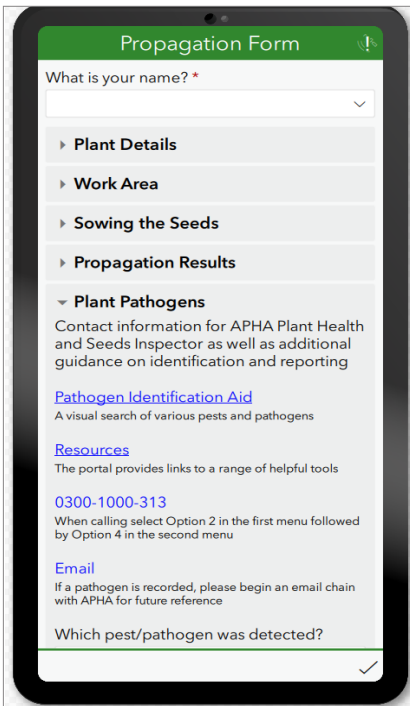 Propagation Form
What is your name? *
Plant Details
Work Area
Sowing the Seeds
Propagation Results
Plant Pathogens
Contact information for APHA Plant Health
and Seeds Inspector as well as additional
guidance on identification and reporting
Pathogen Identification Aid
A visual search of various pests and pathogens
Resources
The portal provides links to a range of helpful tools
0300-1000-313
When calling select Option 2 in the first menu followed
by Option 4 in the second menu
Email
If a pathogen is recorded, please begin an email chain
with APHA for future reference
Which pest/pathogen was detected?